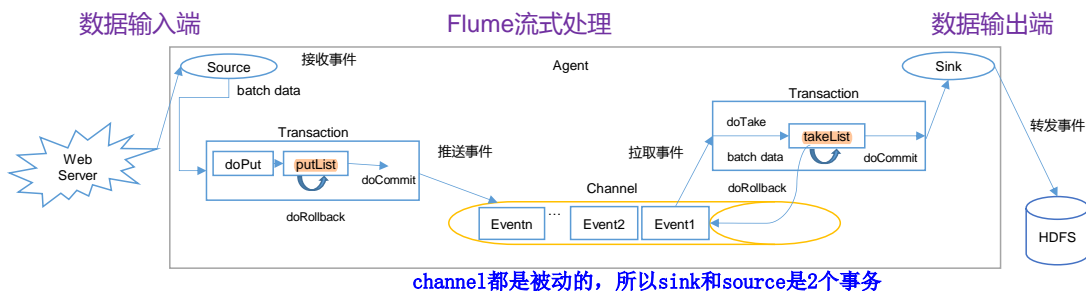 数据输入端
Flume流式处理
数据输出端
Source
接收事件
Agent
Sink
batch data
Transaction
Transaction
doTake
takeList
doCommit
batch data
转发事件
Web
Server
doPut
putList
doCommit
推送事件
拉取事件
doRollback
Channel
doRollback
Eventn
...
Event2
Event1
HDFS
channel都是被动的，所以sink和source是2个事务